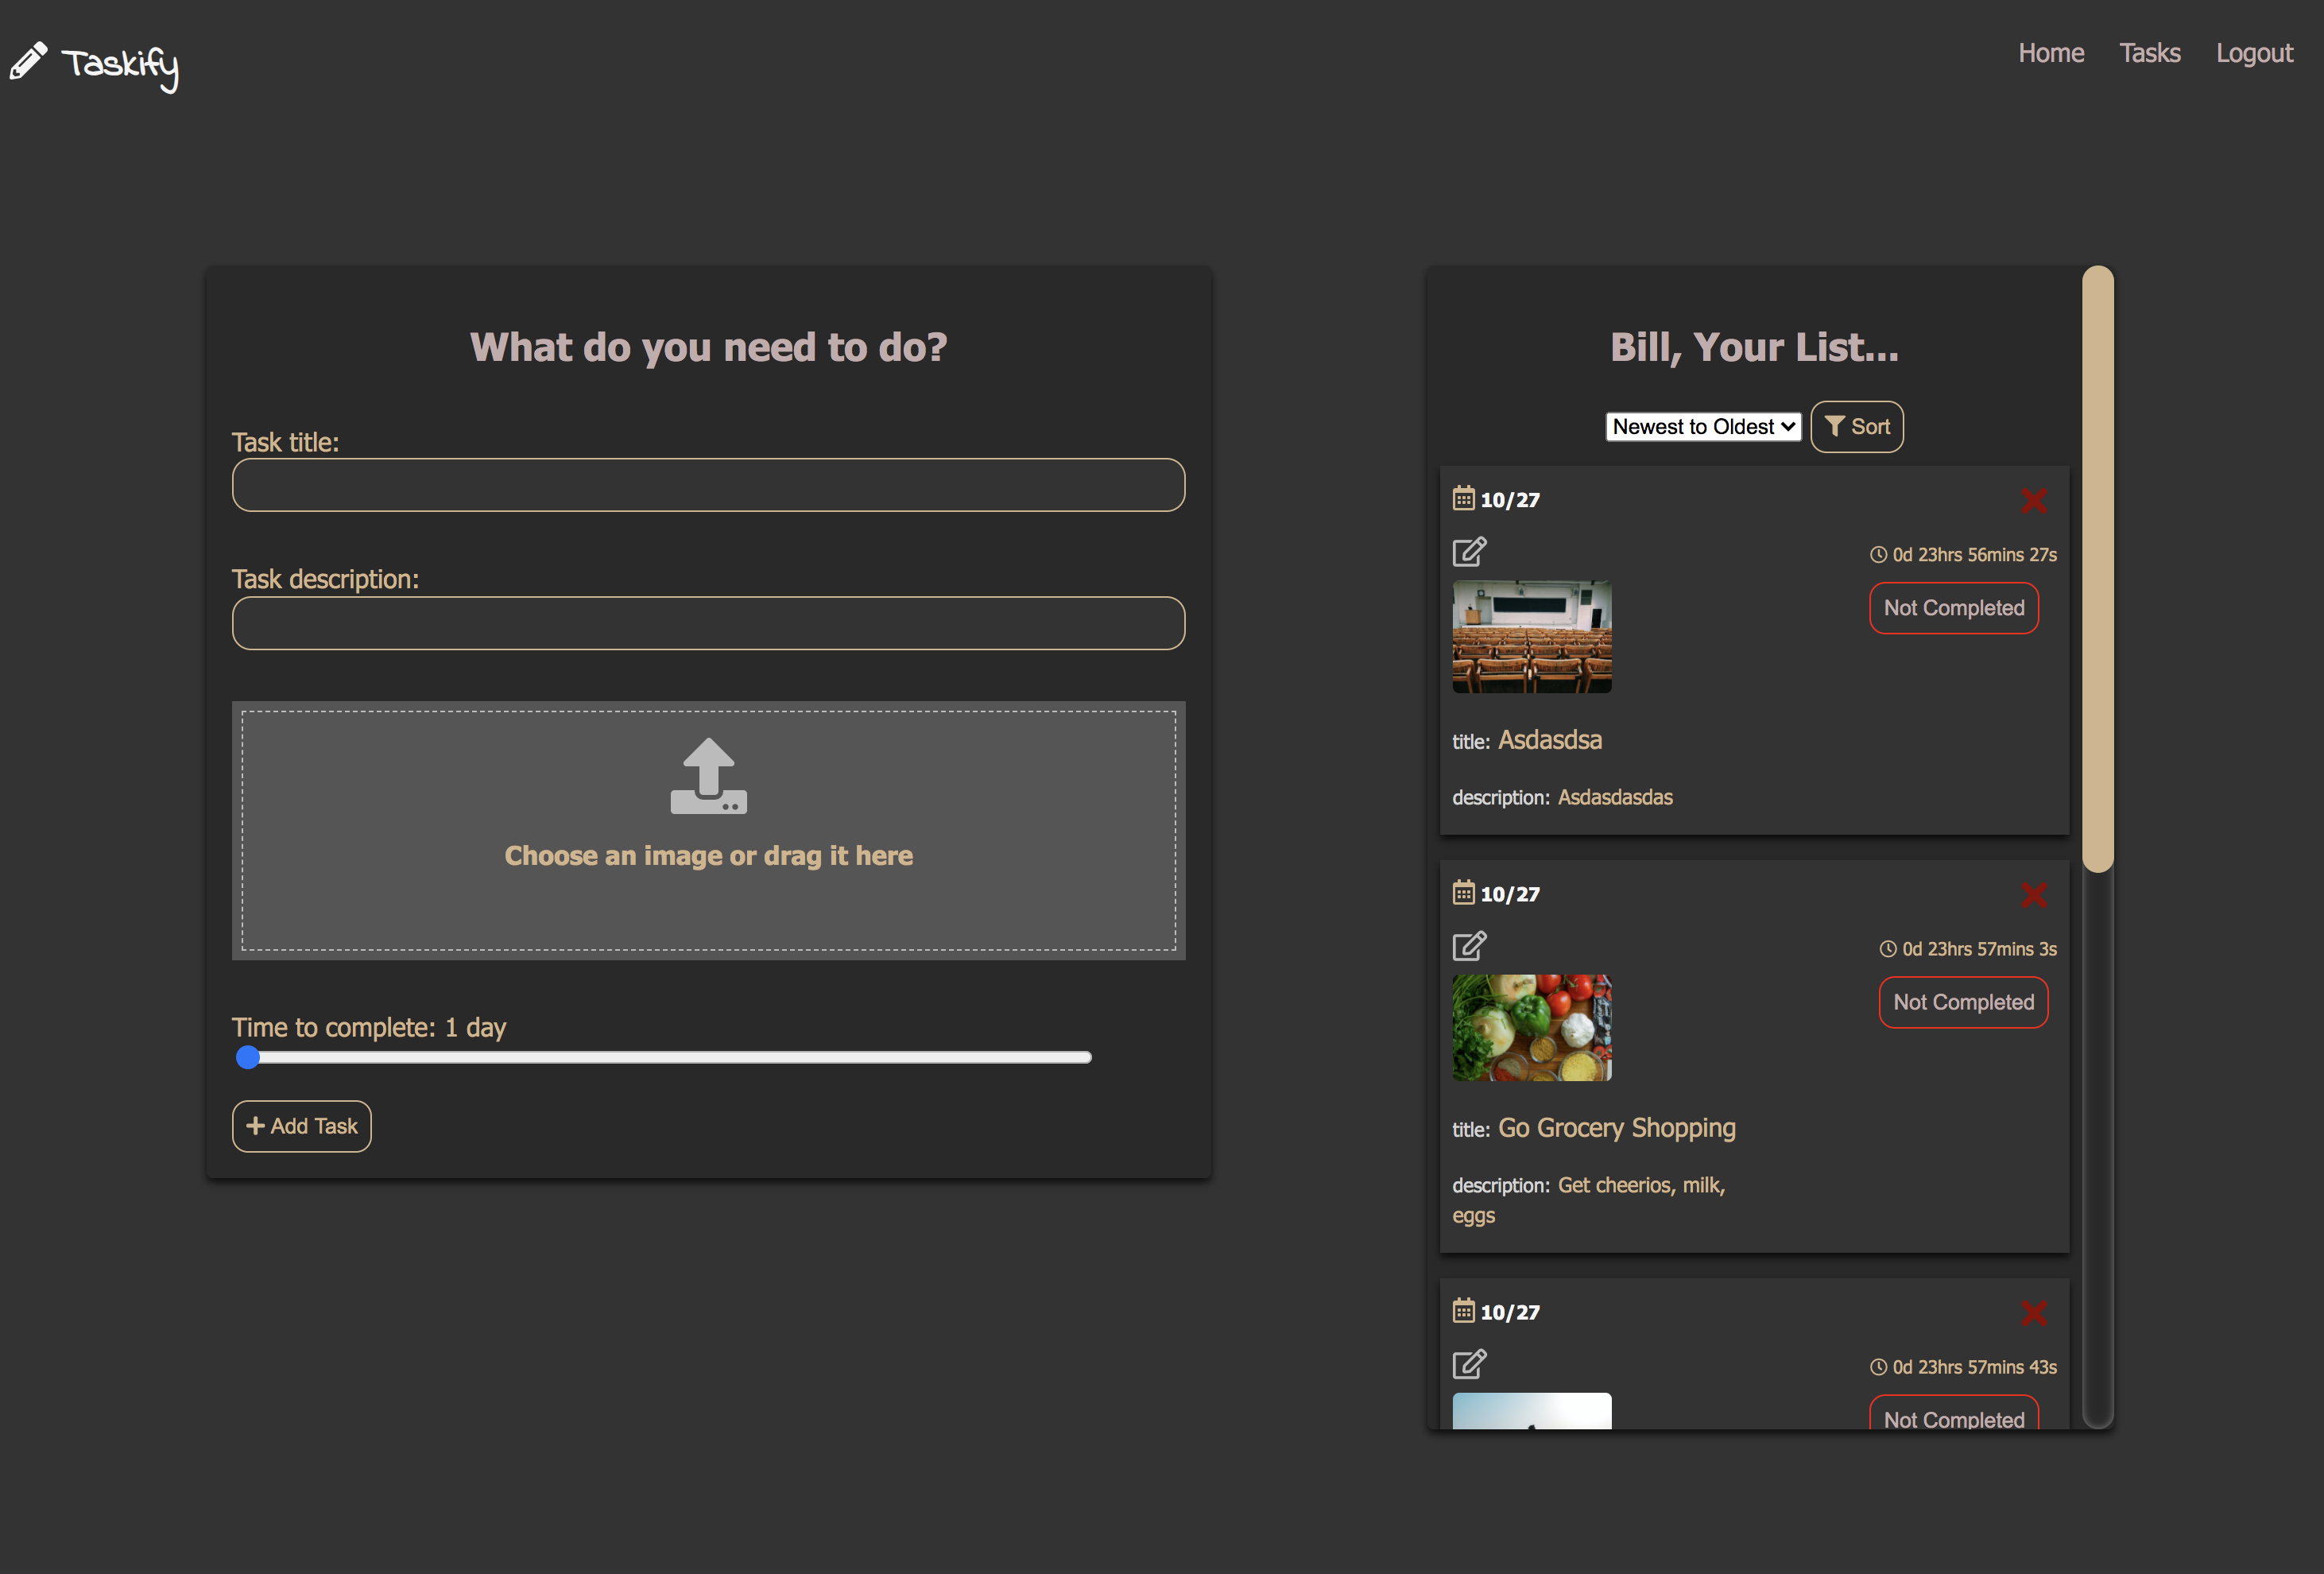 Taskify
Home Tasks Logout
What do you need to do?
Task title:
Task description:
Choose an image or drag it here
Time to complete: 1 day
Add Task
Bill, Your List...
Newest to Oldest Sort
10/27
0d 23hrs 56mins 27s
Not Completed
title: Asdasdsa
description: Asdasdasdas
10/27
0d 23hrs 57mins 3s
Not Completed
title: Go Grocery Shopping
description: Get cheerios, milk,
eggs
10/27
0d 23hrs 57mins 43s
Not Completed